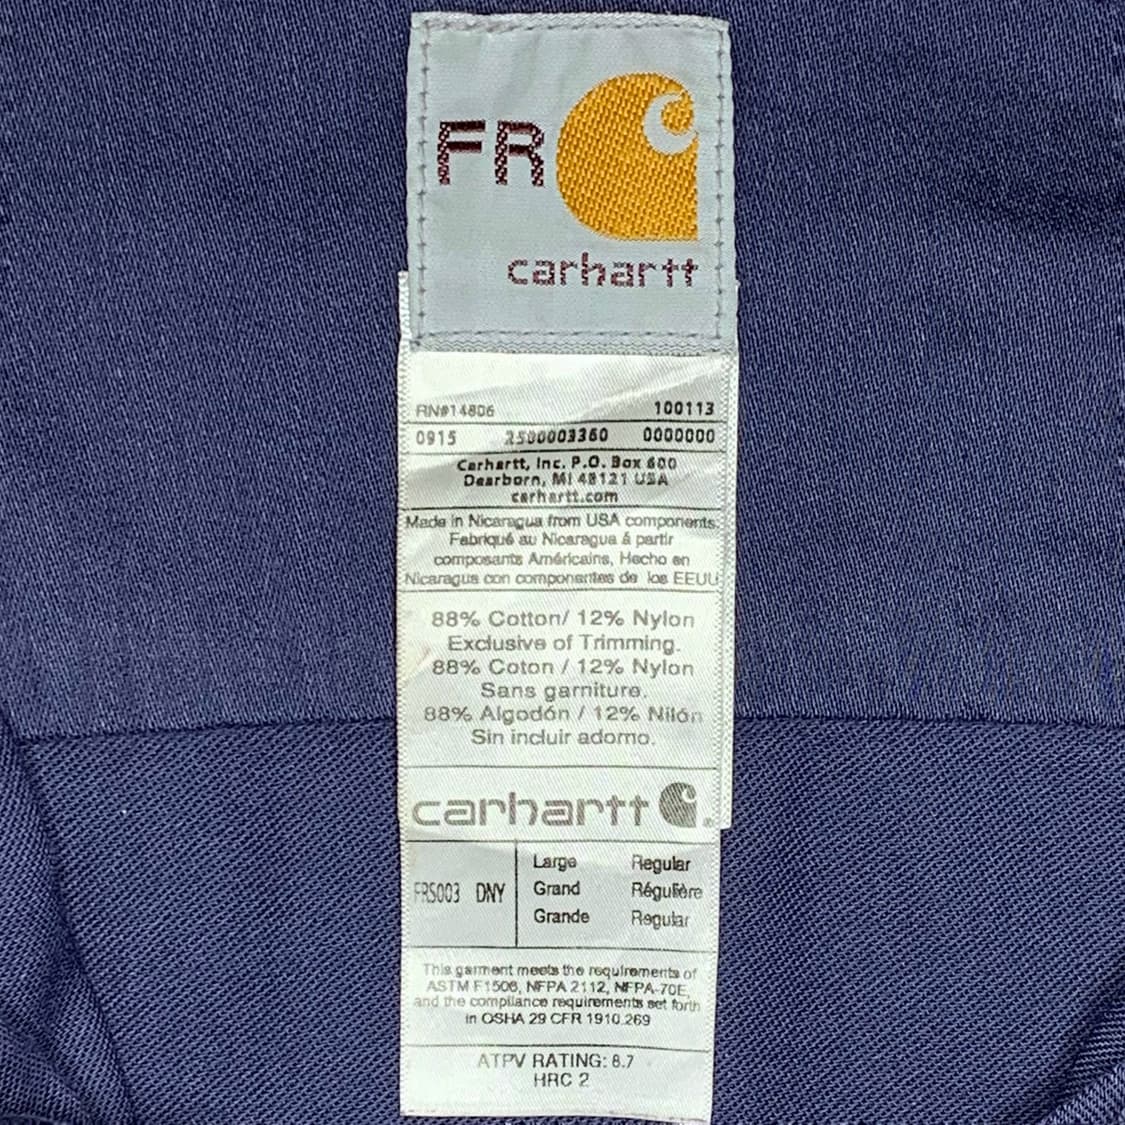 FR
carhartt
RN#14806 100113
0915 2500003360 0000000
Carhartt, Inc. P.O. Box 600
Dearborn, MI 48121 USA
carhartt.com
Made in Nicaragua from USA components.
Fabriqué au Nicaragua á partir
composants Américains, Hecho en
Nicaragua con componentes de los EEUU
88% Cotton/ 12% Nylon
Exclusive of Trimming.
88% Coton / 12% Nylon
Sans garniture.
88% Algodón / 12% Nilón
Sin incluir adorno.
carhartt
Large Regular
FRS003 DNY Grand Régulière
Grande Regular
This garment meets the requirements of
ASTM F1506, NFPA 2112, NFPA-70E,
and the compliance requirements set forth
in OSHA 29 CFR 1910.269
ATPV RATING: 8.7
HRC 2